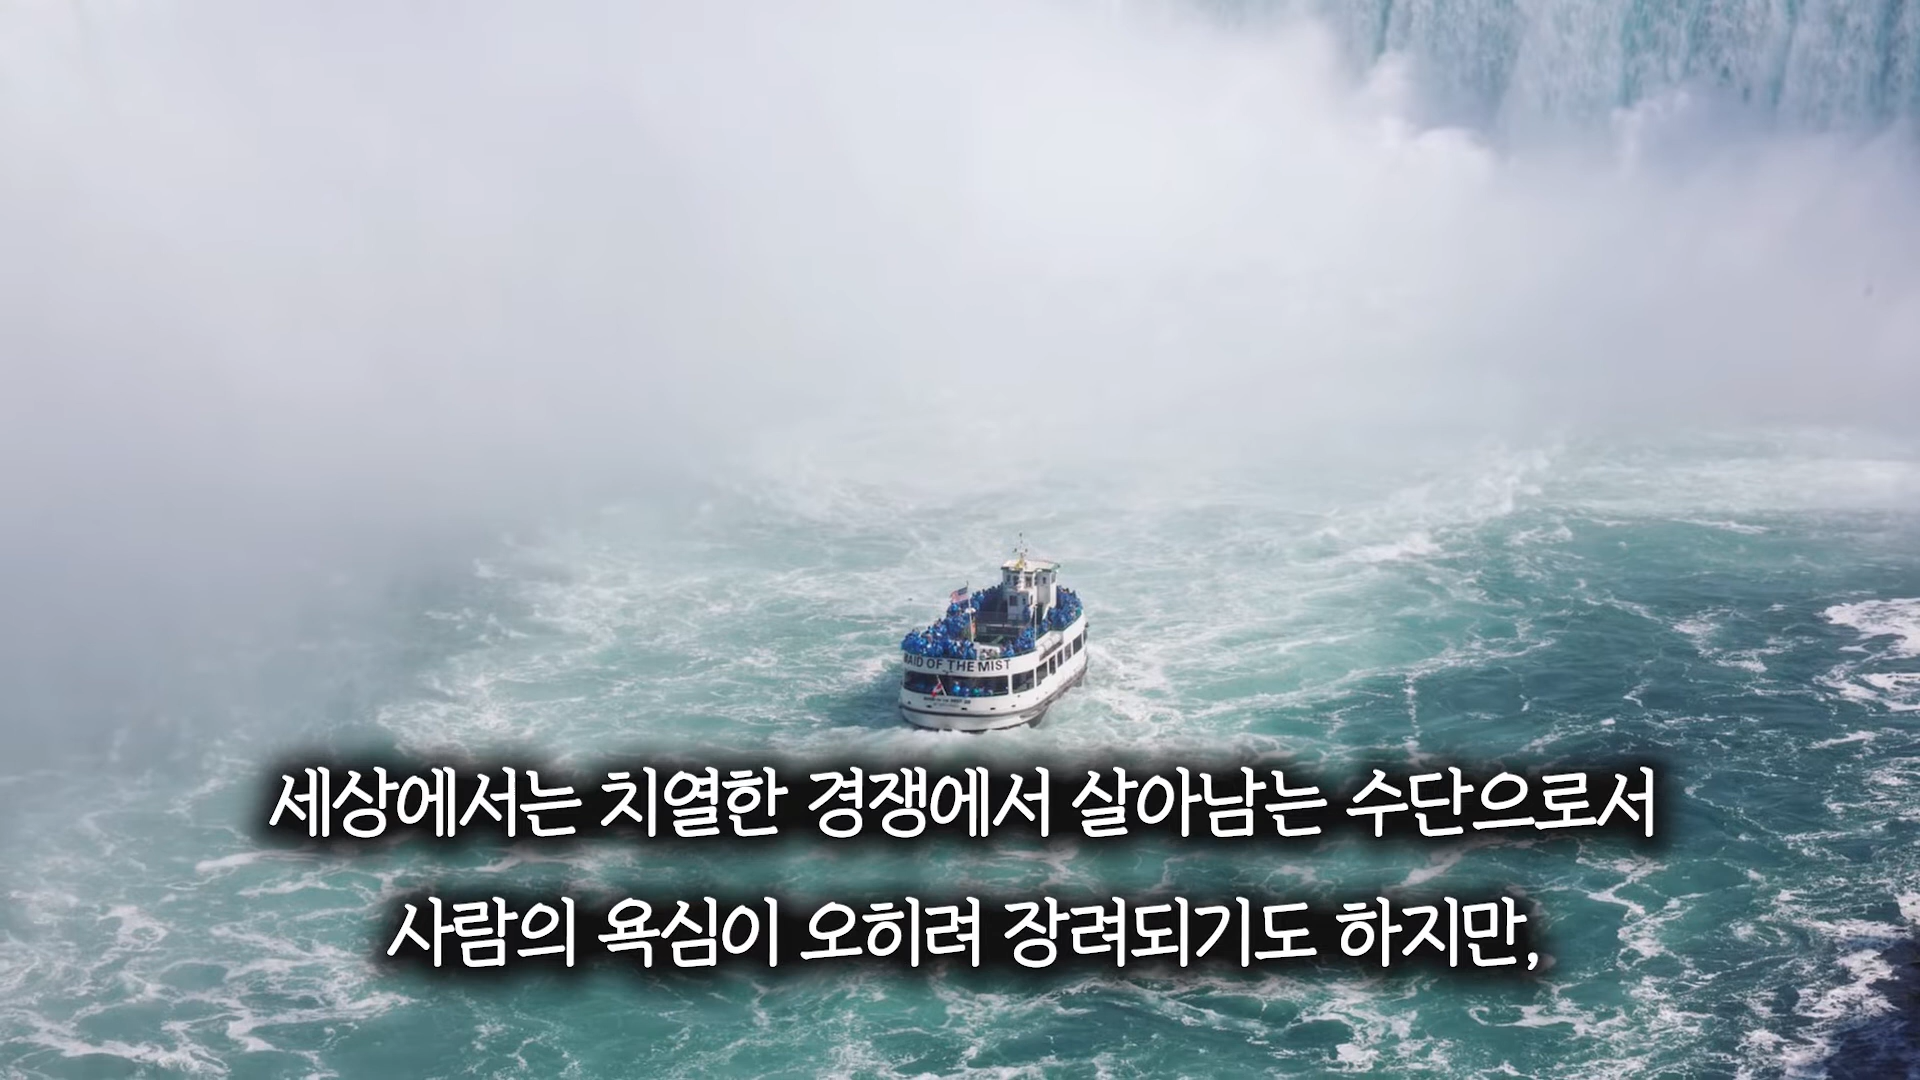 MAID OF THE MIST
세상에서는 치열한 경쟁에서 살아남는 수단으로서
사람의 욕심이 오히려 장려되기도 하지만,